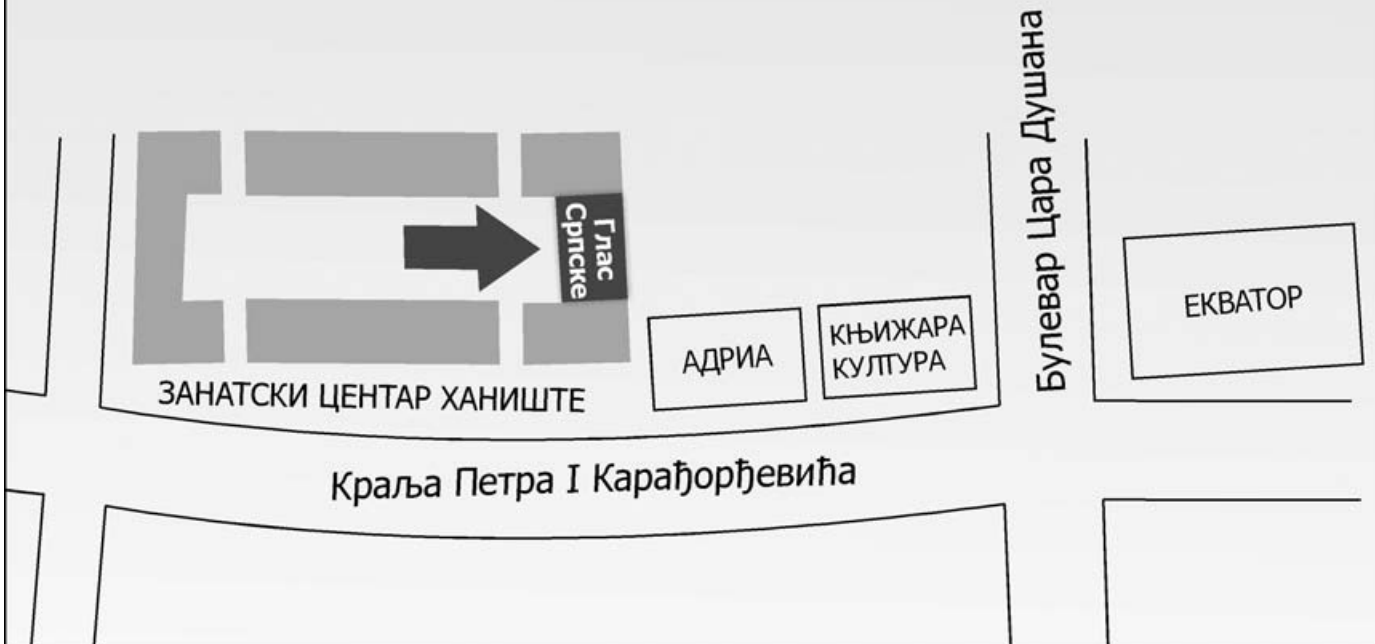 Булевар Цара Душана
Глас
Српске
ЕКВАТОР
АДРИА
КЊИЖАРА
КУЛТУРА
ЗАНАТСКИ ЦЕНТАР ХАНИШТЕ
Краља Петра I Карађорђевића